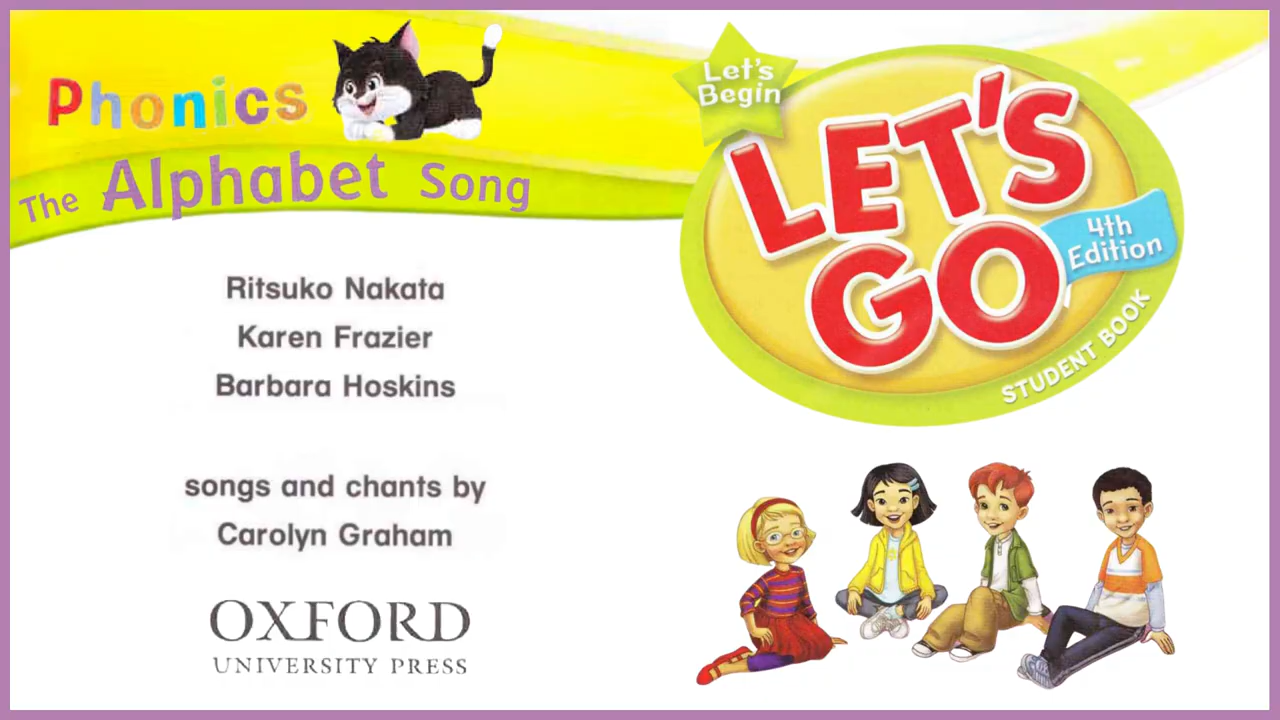 Phonics
The Alphabet Song
Ritsuko Nakata
Karen Frazier
Barbara Hoskins
songs and chants by
Carolyn Graham
OXFORD
UNIVERSITY PRESS
Let's
Begin
LET'S
GO
4th
Edition
STUDENT BOOK